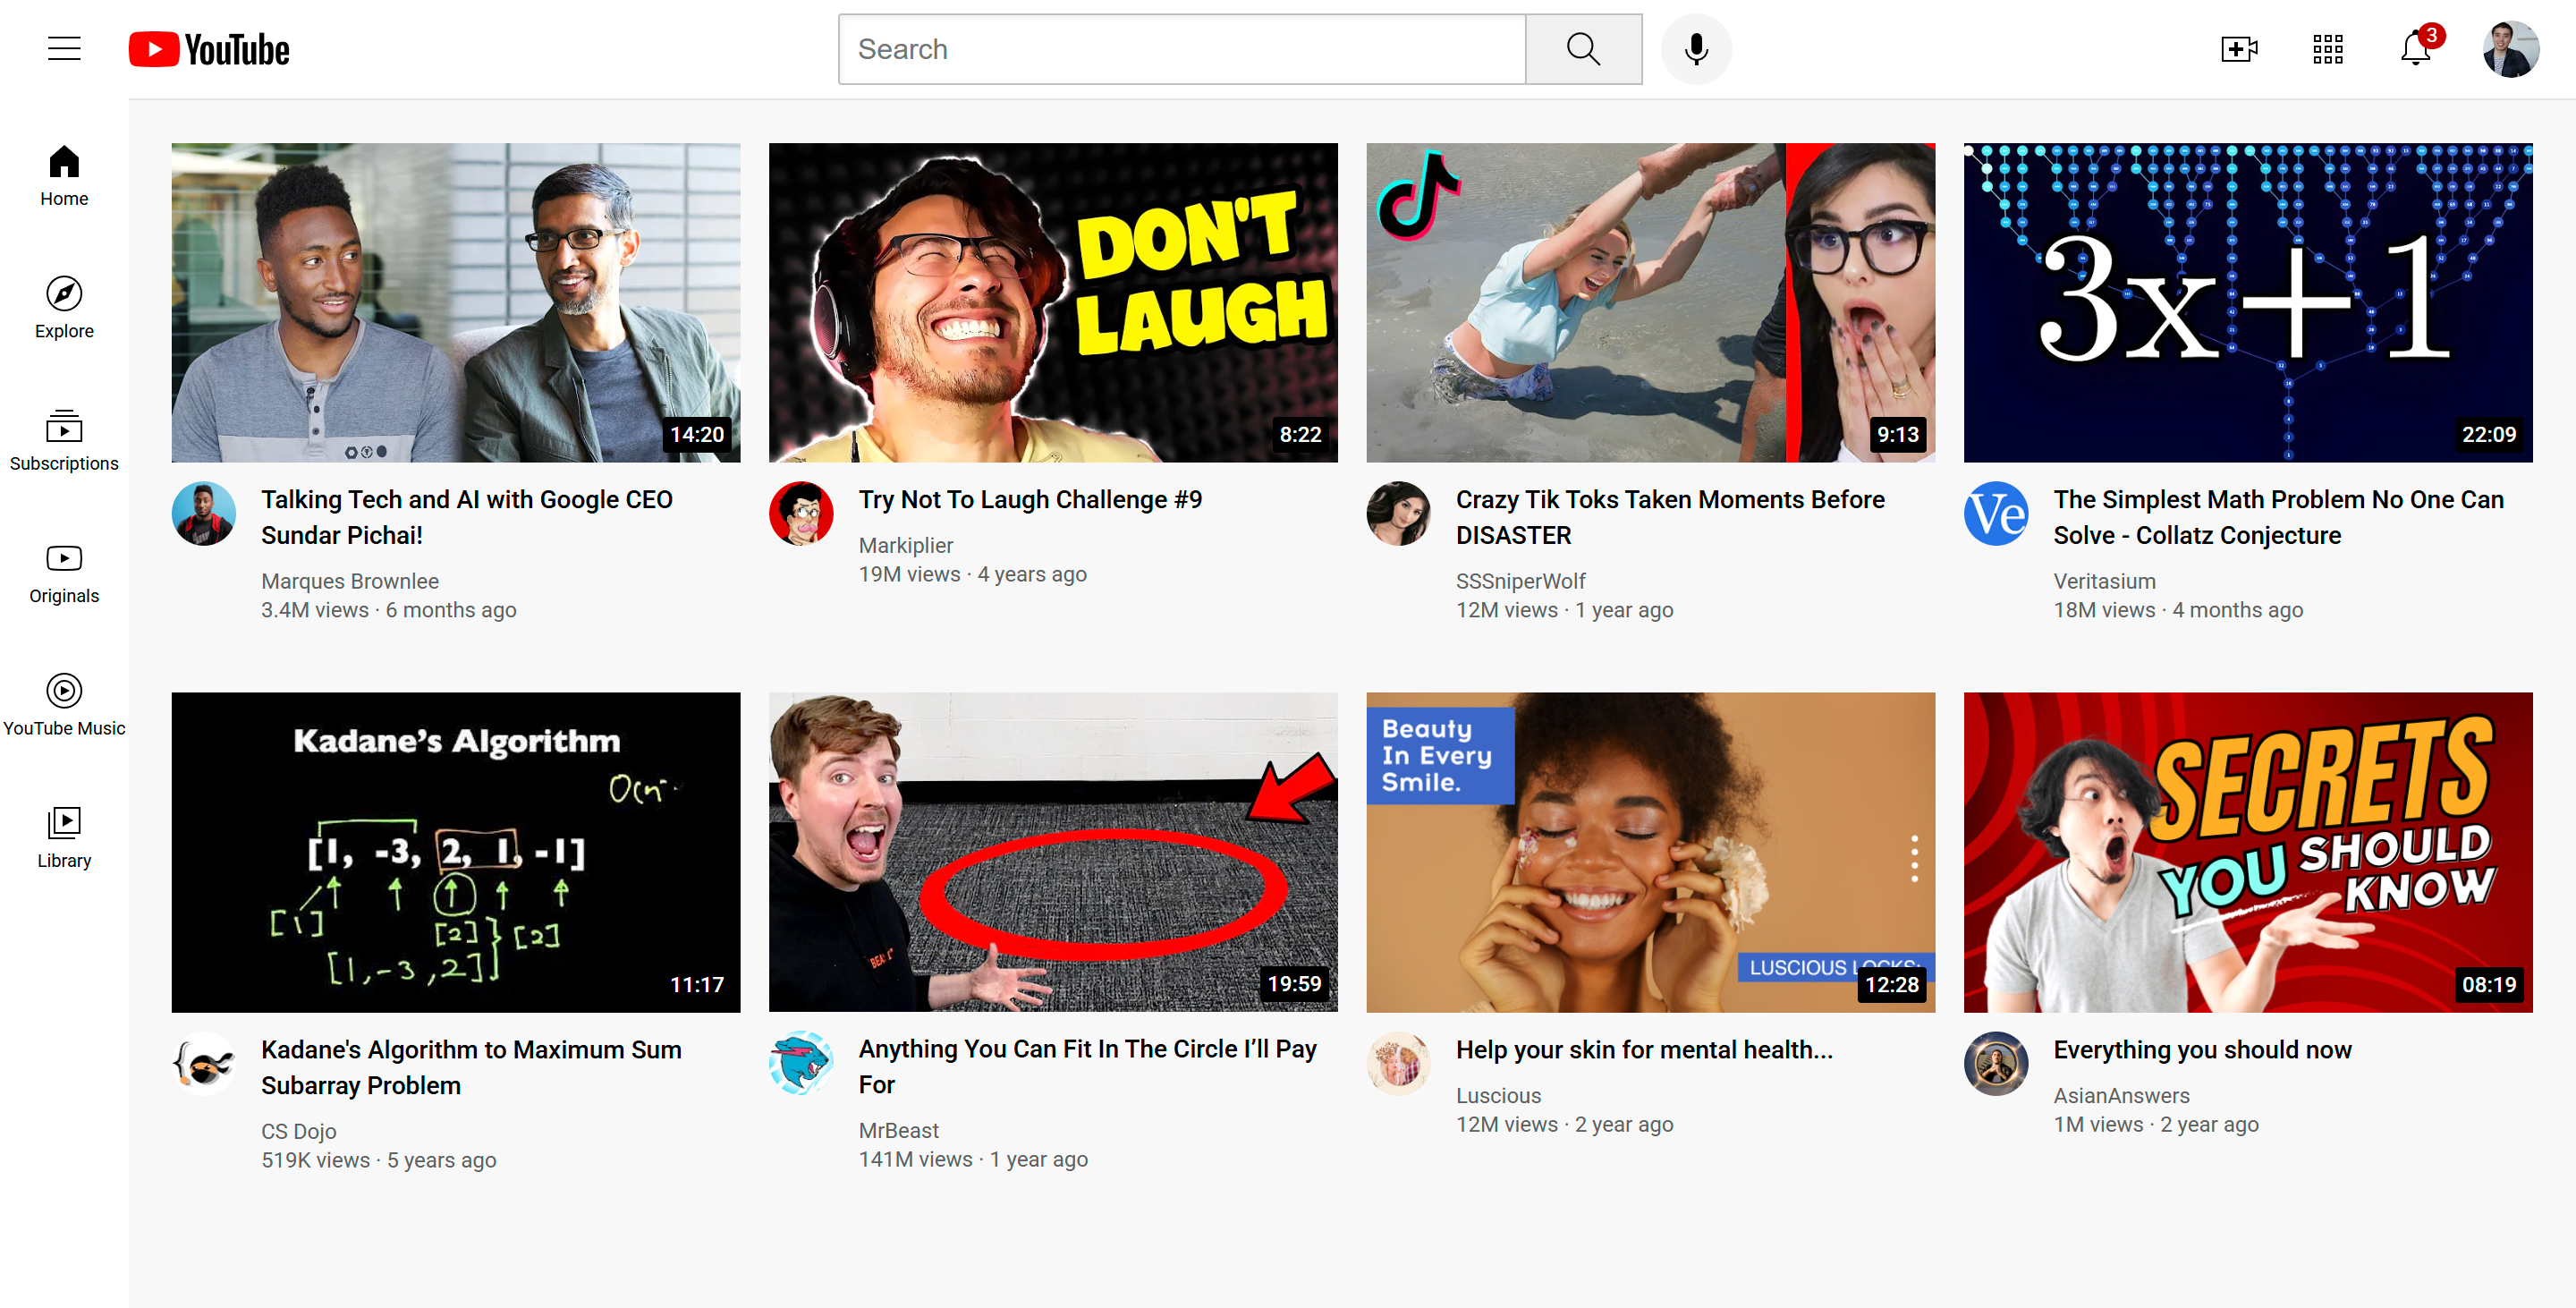 YouTube
Search
3
Home
Explore
Subscriptions
Originals
YouTube Music
Library
14:20
Talking Tech and AI with Google CEO
Sundar Pichai!
Marques Brownlee
3.4M views · 6 months ago
DON'T
LAUGH
8:22
Try Not To Laugh Challenge #9
Markiplier
19M views · 4 years ago
9:13
Crazy Tik Toks Taken Moments Before
DISASTER
SSSniperWolf
12M views · 1 year ago
3x+1
22:09
Ve
The Simplest Math Problem No One Can
Solve - Collatz Conjecture
Veritasium
18M views · 4 months ago
Kadane's Algorithm
[1, -3, 2, 1, -1]
[1]
[2]
[2]
[1,-3,2]
11:17
Kadane's Algorithm to Maximum Sum
Subarray Problem
CS Dojo
519K views · 5 years ago
19:59
Anything You Can Fit In The Circle I’ll Pay
For
MrBeast
141M views · 1 year ago
Beauty
In Every
Smile.
LUSCIOUS
12:28
Help your skin for mental health...
Luscious
12M views · 2 year ago
SECRETS
YOU SHOULD
KNOW
08:19
Everything you should now
AsianAnswers
1M views · 2 year ago